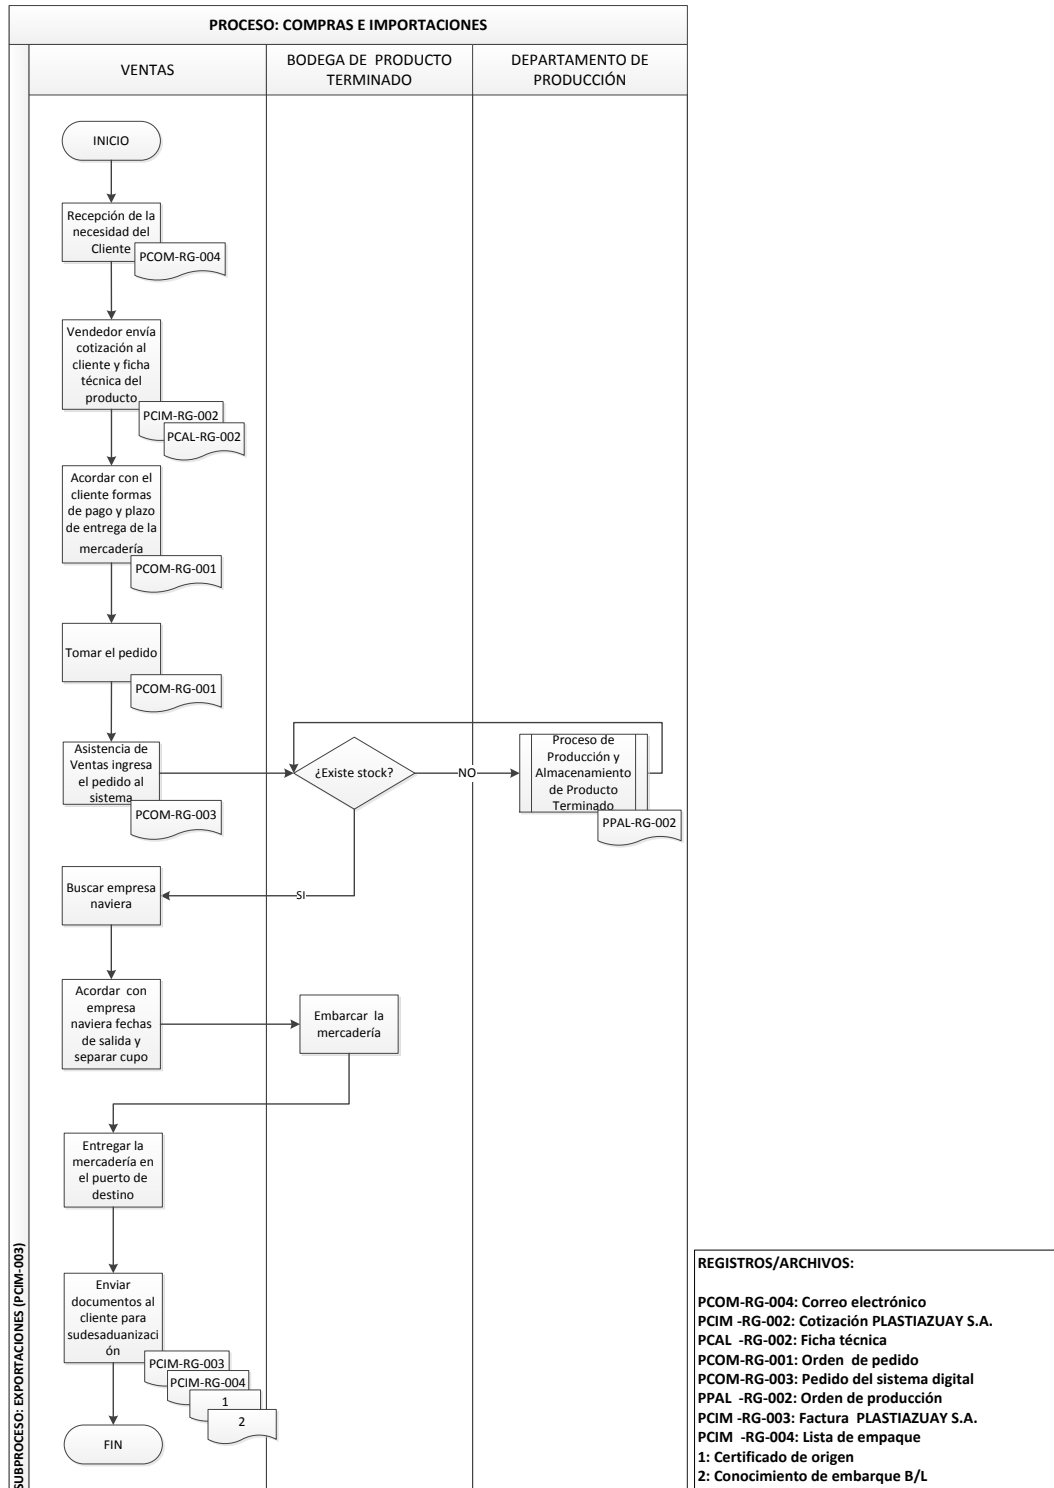 PROCESO: COMPRAS E IMPORTACIONES
VENTAS
BODEGA DE PRODUCTO
TERMINADO
DEPARTAMENTO DE
PRODUCCIÓN
SUBPROCESO: EXPORTACIONES (PCIM-003)
INICIO
Recepción de la
necesidad del
Cliente
PCOM-RG-004
Vendedor envía
cotización al
cliente y ficha
técnica del
producto
PCIM-RG-002
PCAL-RG-002
Acordar con el
cliente formas
de pago y plazo
de entrega de la
mercadería
PCOM-RG-001
Tomar el pedido
PCOM-RG-001
Asistencia de
Ventas ingresa
el pedido al
sistema
PCOM-RG-003
¿Existe stock?
NO
Proceso de
Producción y
Almacenamiento
de Producto
Terminado
PPAL-RG-002
SI
Buscar empresa
naviera
Acordar con
empresa
naviera fechas
de salida y
separar cupo
Embarcar la
mercadería
Entregar la
mercadería en
el puerto de
destino
Enviar
documentos al
cliente para
sudesaduanizaci
ón
PCIM-RG-003
PCIM-RG-004
1
2
FIN
REGISTROS/ARCHIVOS:
PCOM-RG-004: Correo electrónico
PCIM -RG-002: Cotización PLASTIAZUAY S.A.
PCAL -RG-002: Ficha técnica
PCOM-RG-001: Orden de pedido
PCOM-RG-003: Pedido del sistema digital
PPAL -RG-002: Orden de producción
PCIM -RG-003: Factura PLASTIAZUAY S.A.
PCIM -RG-004: Lista de empaque
1: Certificado de origen
2: Conocimiento de embarque B/L